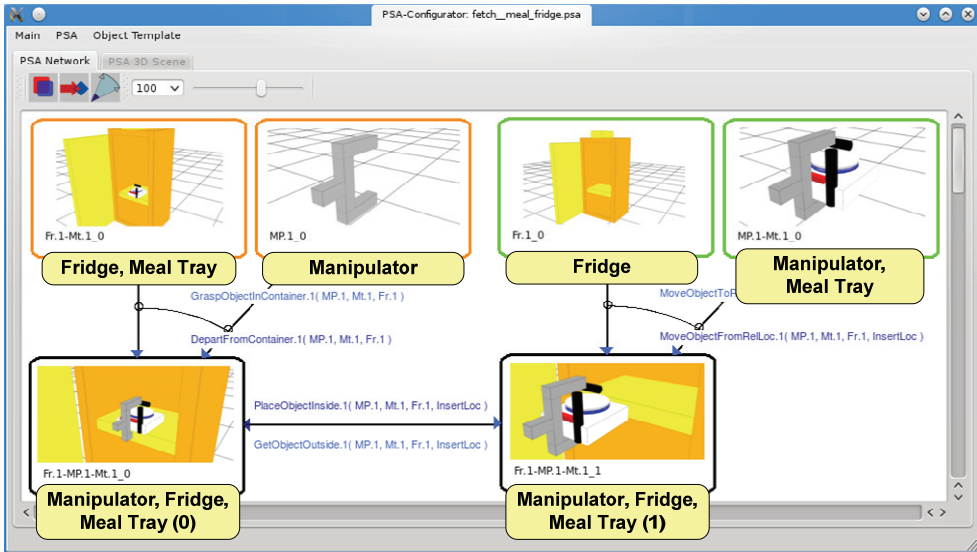 PSA-Configurator: fetch__meal_fridge.psa
Main PSA Object Template
PSA Network PSA 3D Scene
100
Fr.1-Mt.1_0
MP.1_0
Fr.1_0
MP.1-Mt.1_0
Fridge, Meal Tray
Manipulator
Fridge
Manipulator,
Meal Tray
GraspObjectInContainer.1( MP.1, Mt.1, Fr.1 )
DepartFromContainer.1( MP.1, Mt.1, Fr.1 )
MoveObjectFromRelLoc.1( MP.1, Mt.1, Fr.1, InsertLoc )
PlaceObjectInside.1( MP.1, Mt.1, Fr.1, InsertLoc )
GetObjectOutside.1( MP.1, Mt.1, Fr.1, InsertLoc )
Fr.1-MP.1-Mt.1_0
Fr.1-MP.1-Mt.1_1
Manipulator, Fridge,
Meal Tray (0)
Manipulator, Fridge,
Meal Tray (1)